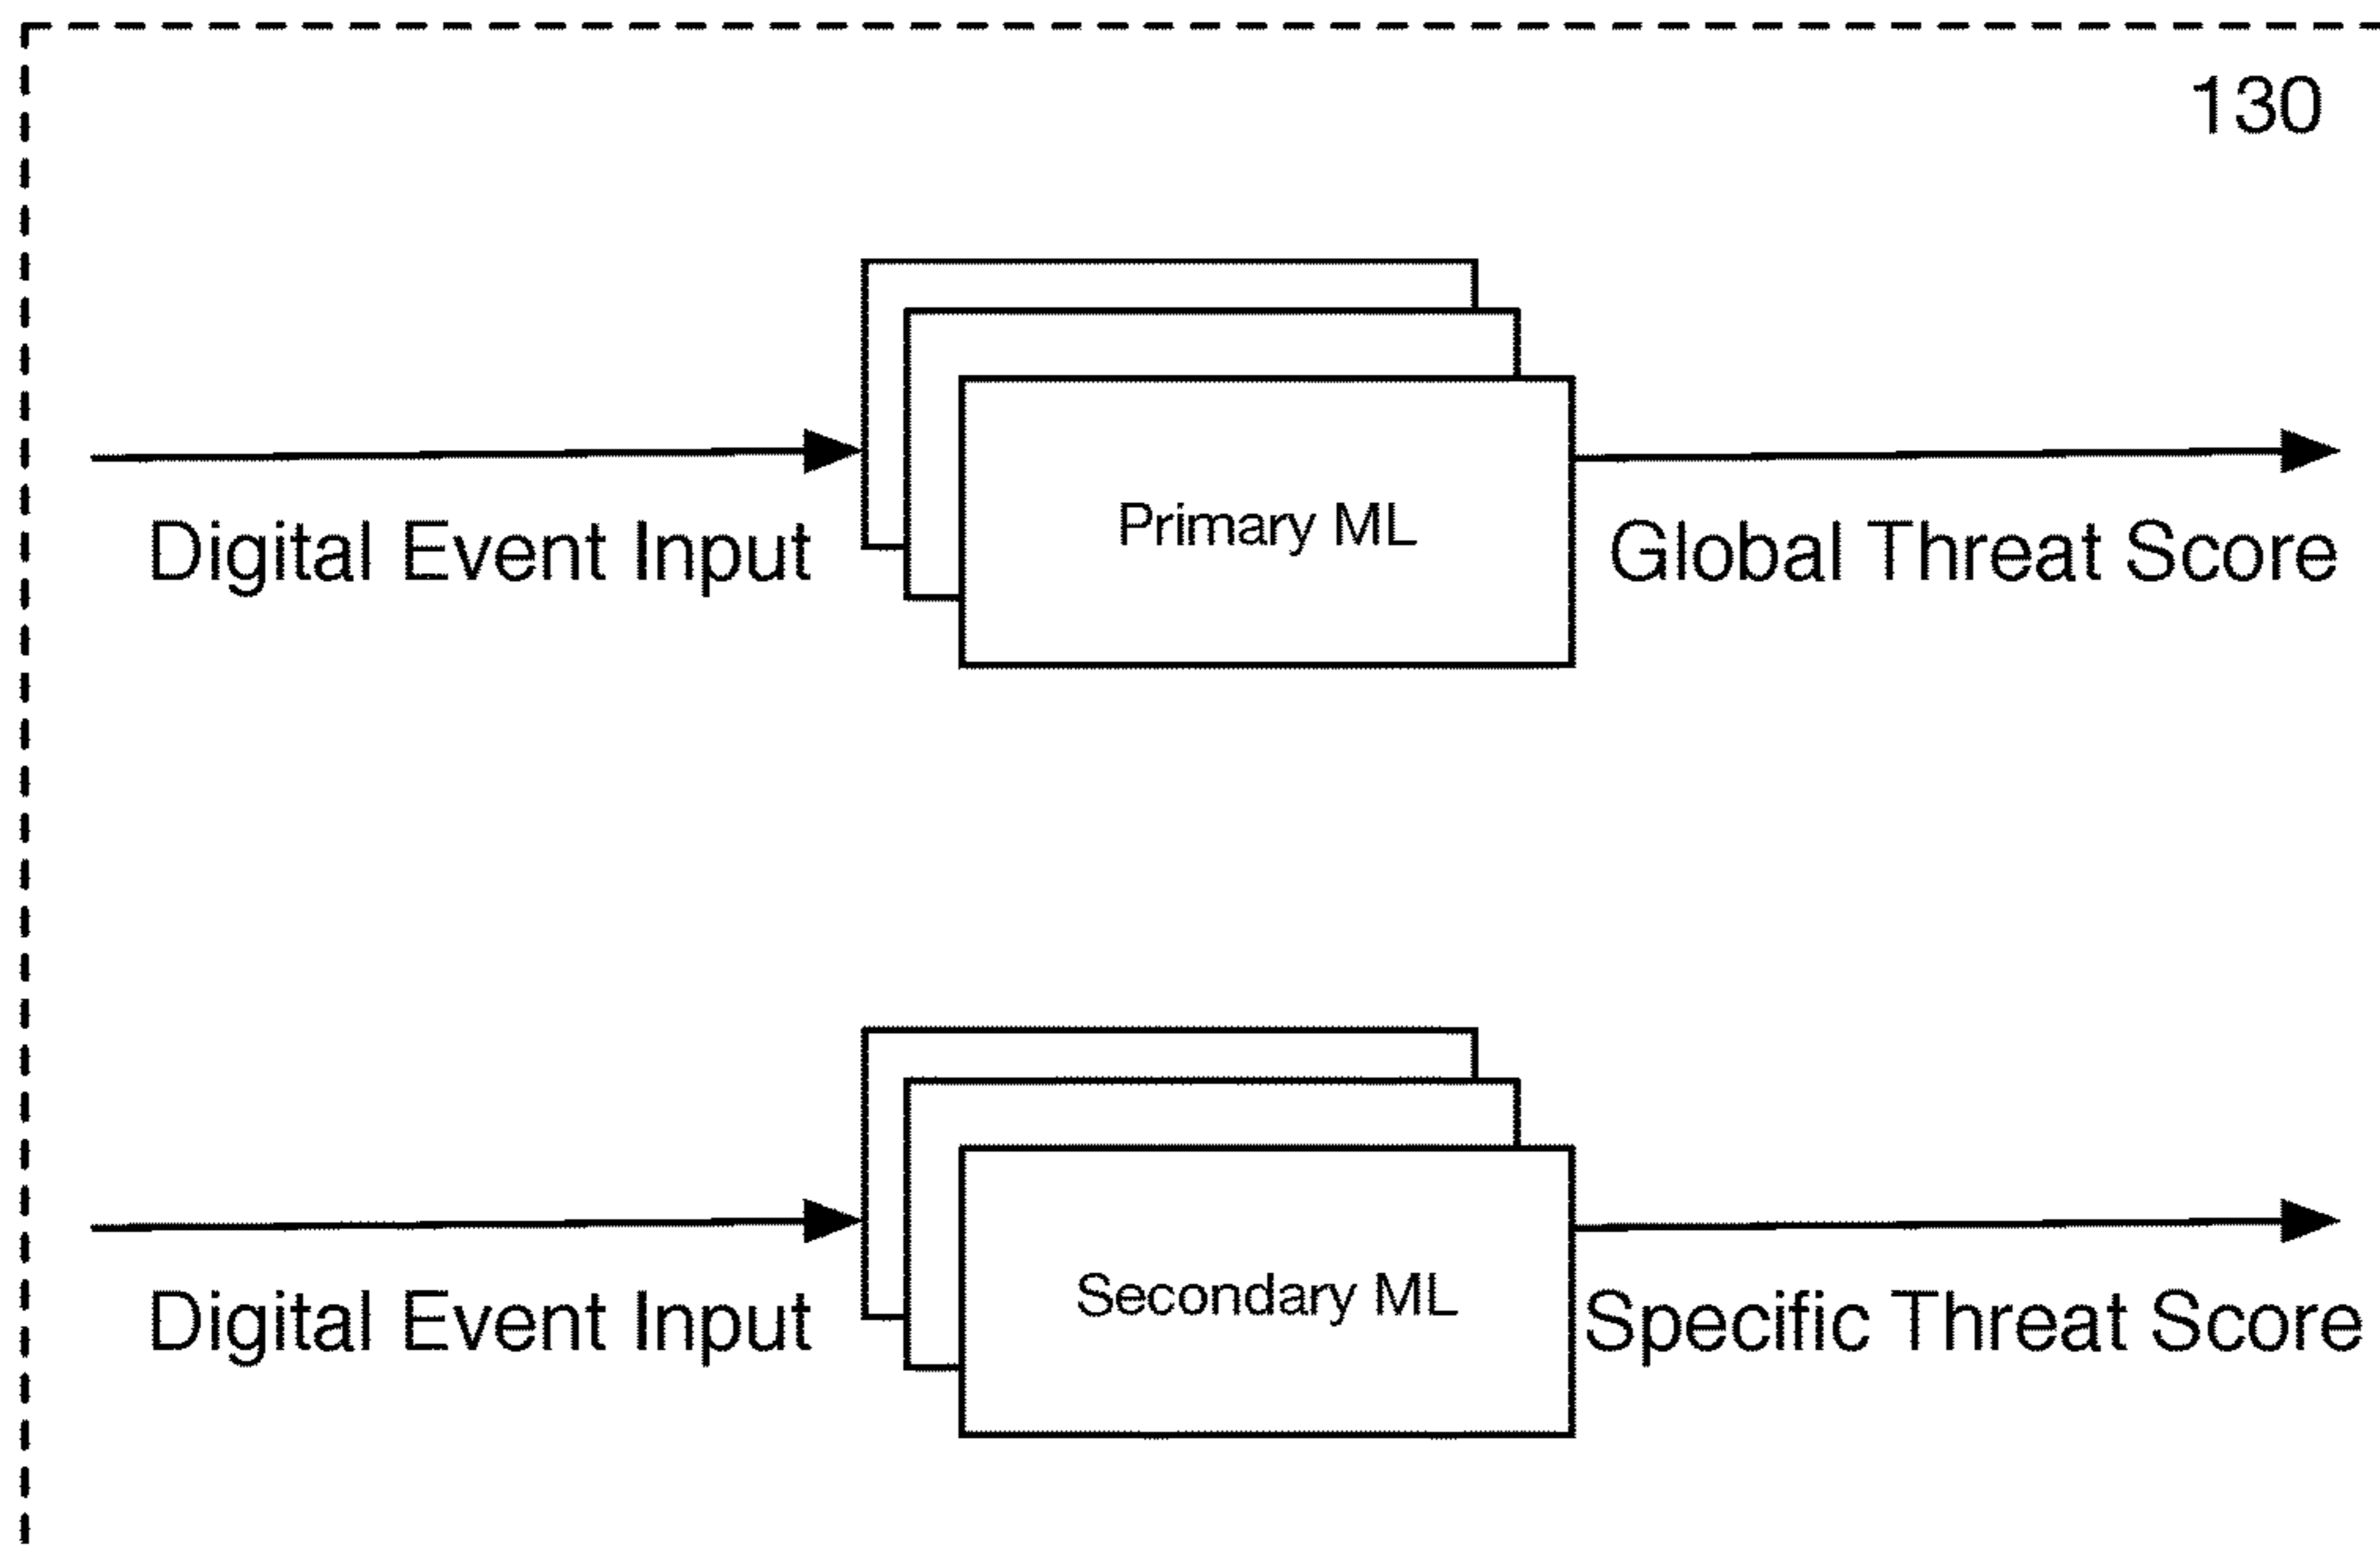 130
Primary ML
Digital Event Input
Global Threat Score
Secondary ML
Digital Event Input
Specific Threat Score